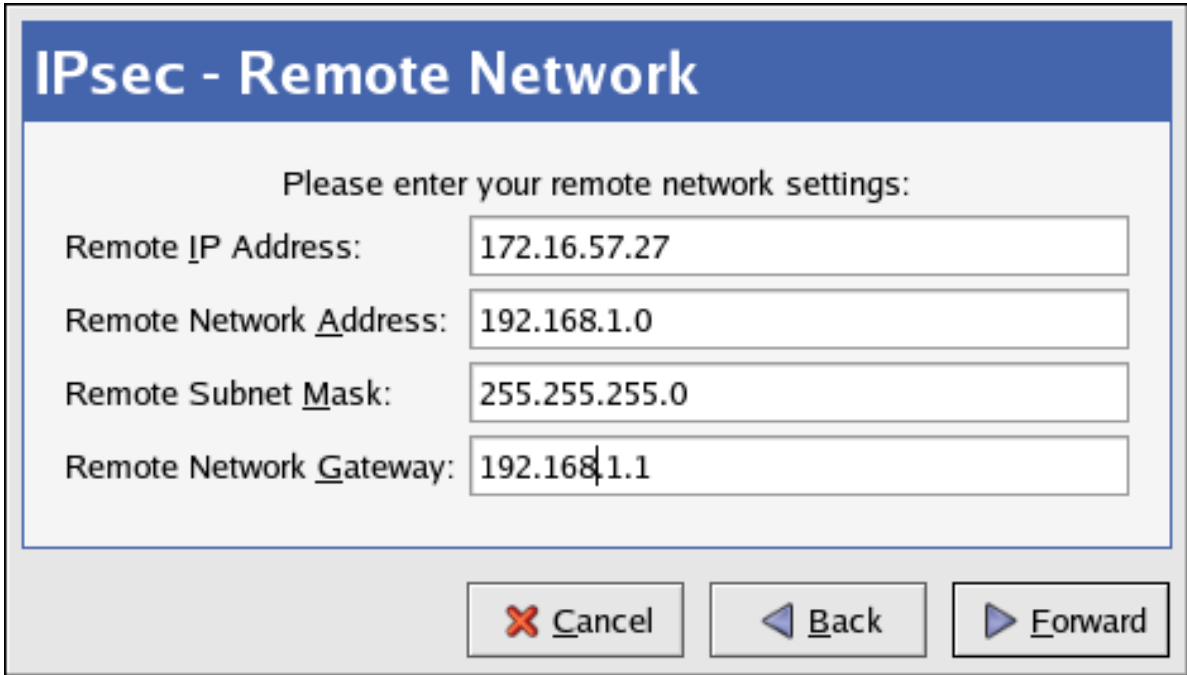 IPsec - Remote Network
Please enter your remote network settings:
Remote IP Address: 172.16.57.27
Remote Network Address: 192.168.1.0
Remote Subnet Mask: 255.255.255.0
Remote Network Gateway: 192.168.1.1
Cancel Back Forward